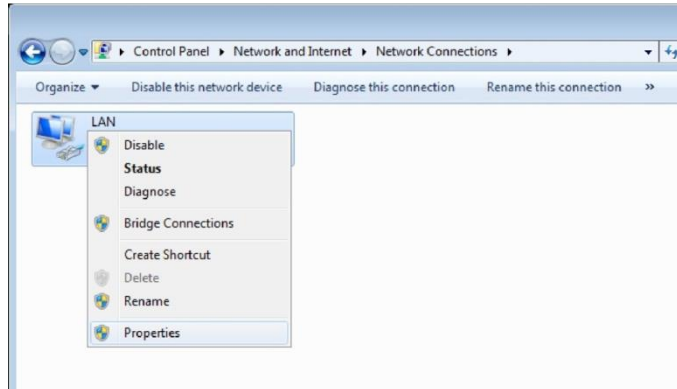 Control Panel Network and Internet Network Connections
Organize Disable this network device Diagnose this connection Rename this connection »
LAN
Disable
Status
Diagnose
Bridge Connections
Create Shortcut
Delete
Rename
Properties